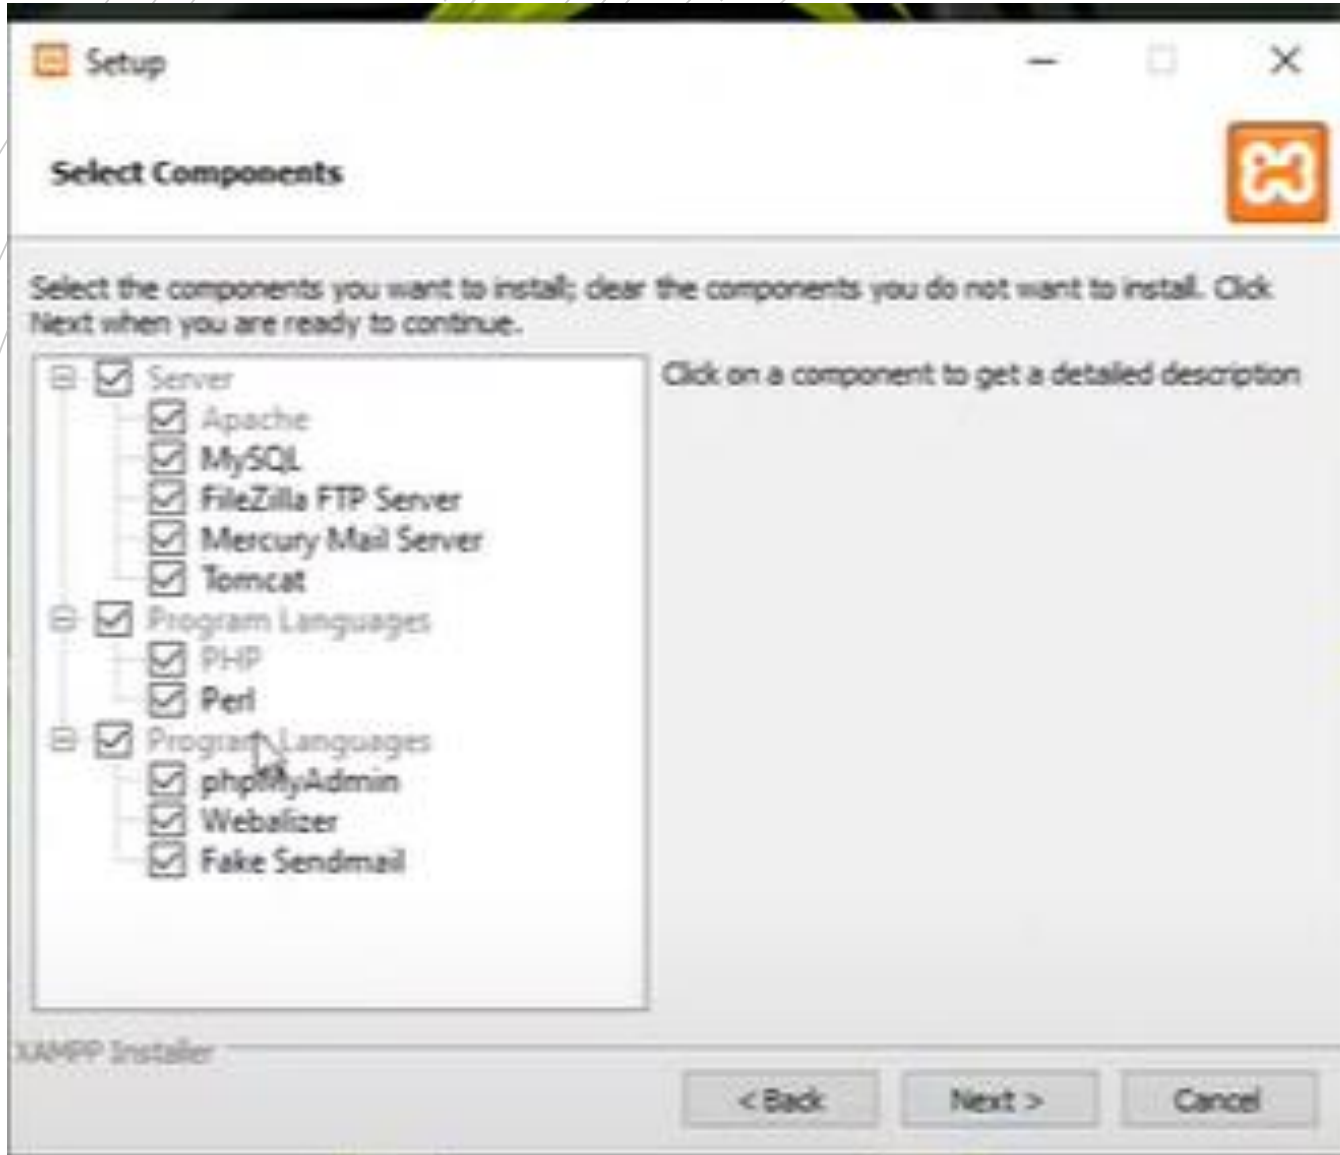 Setup
Select Components
Select the components you want to install; clear the components you do not want to install. Click
Next when you are ready to continue.
Server
Apache
MySQL
FileZilla FTP Server
Mercury Mail Server
Tomcat
Program Languages
PHP
Perl
Program Languages
phpMyAdmin
Webalizer
Fake Sendmail
Click on a component to get a detailed description
XAMPP Installer
< Back
Next >
Cancel